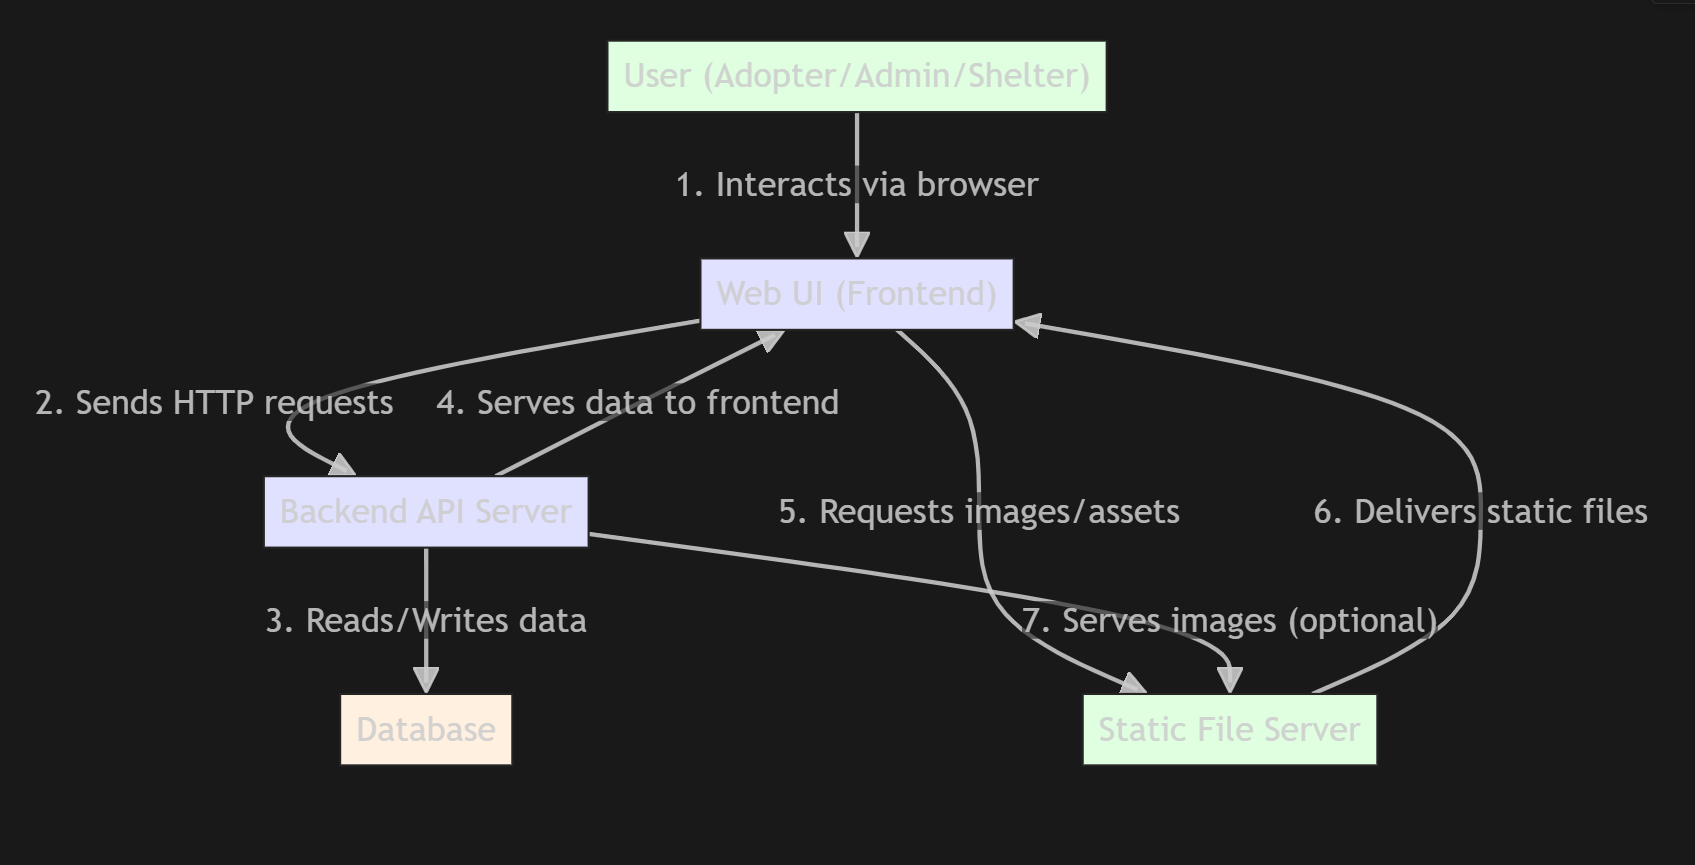 User (Adopter/Admin/Shelter)
1. Interacts via browser
Web UI (Frontend)
2. Sends HTTP requests
4. Serves data to frontend
Backend API Server
5. Requests images/assets
6. Delivers static files
3. Reads/Writes data
7. Serves images (optional)
Database
Static File Server